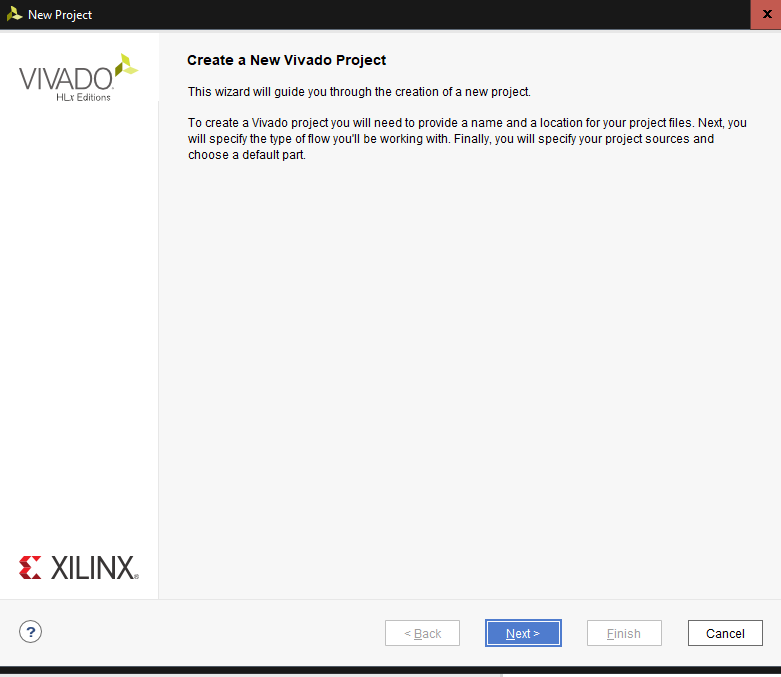 New Project
x
VIVADO.
HLx Editions
Create a New Vivado Project
This wizard will guide you through the creation of a new project.
To create a Vivado project you will need to provide a name and a location for your project files. Next, you
will specify the type of flow you'll be working with. Finally, you will specify your project sources and
choose a default part.
XILINX®
?
< Back
Next >
Finish
Cancel